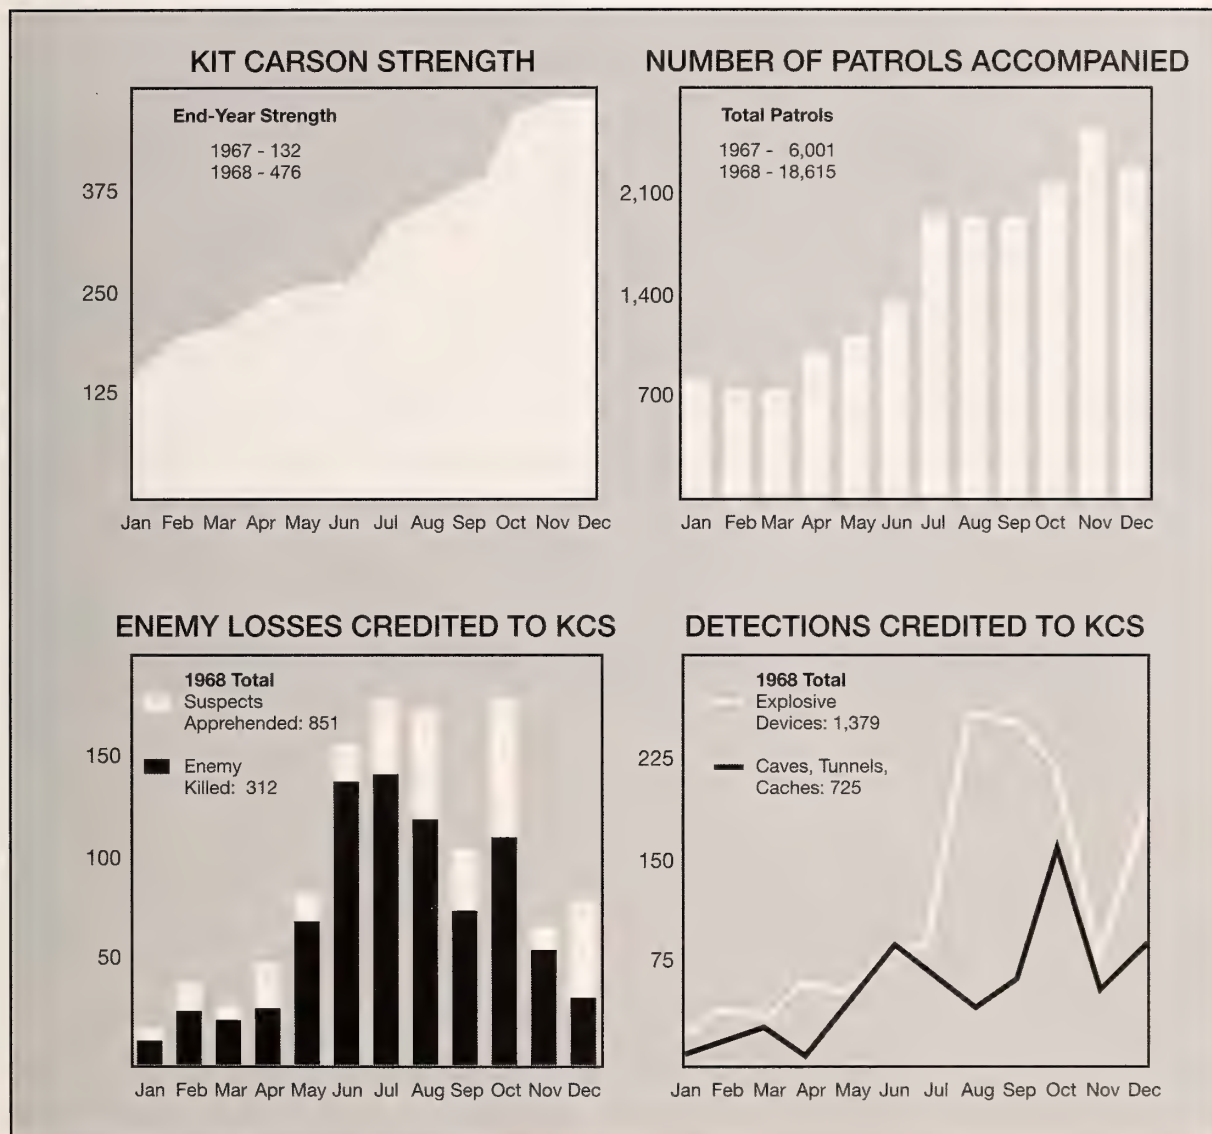 KIT CARSON STRENGTH
End-Year Strength
1967 - 132
1968 - 476
375
250
125
Jan Feb Mar Apr May Jun Jul Aug Sep Oct Nov Dec
NUMBER OF PATROLS ACCOMPANIED
Total Patrols
1967 - 6,001
1968 - 18,615
2,100
1,400
700
Jan Feb Mar Apr May Jun Jul Aug Sep Oct Nov Dec
ENEMY LOSSES CREDITED TO KCS
1968 Total
Suspects
Apprehended: 851
Enemy
Killed: 312
150
100
50
Jan Feb Mar Apr May Jun Jul Aug Sep Oct Nov Dec
DETECTIONS CREDITED TO KCS
1968 Total
Explosive
Devices: 1,379
Caves, Tunnels,
Caches: 725
225
150
75
Jan Feb Mar Apr May Jun Jul Aug Sep Oct Nov Dec